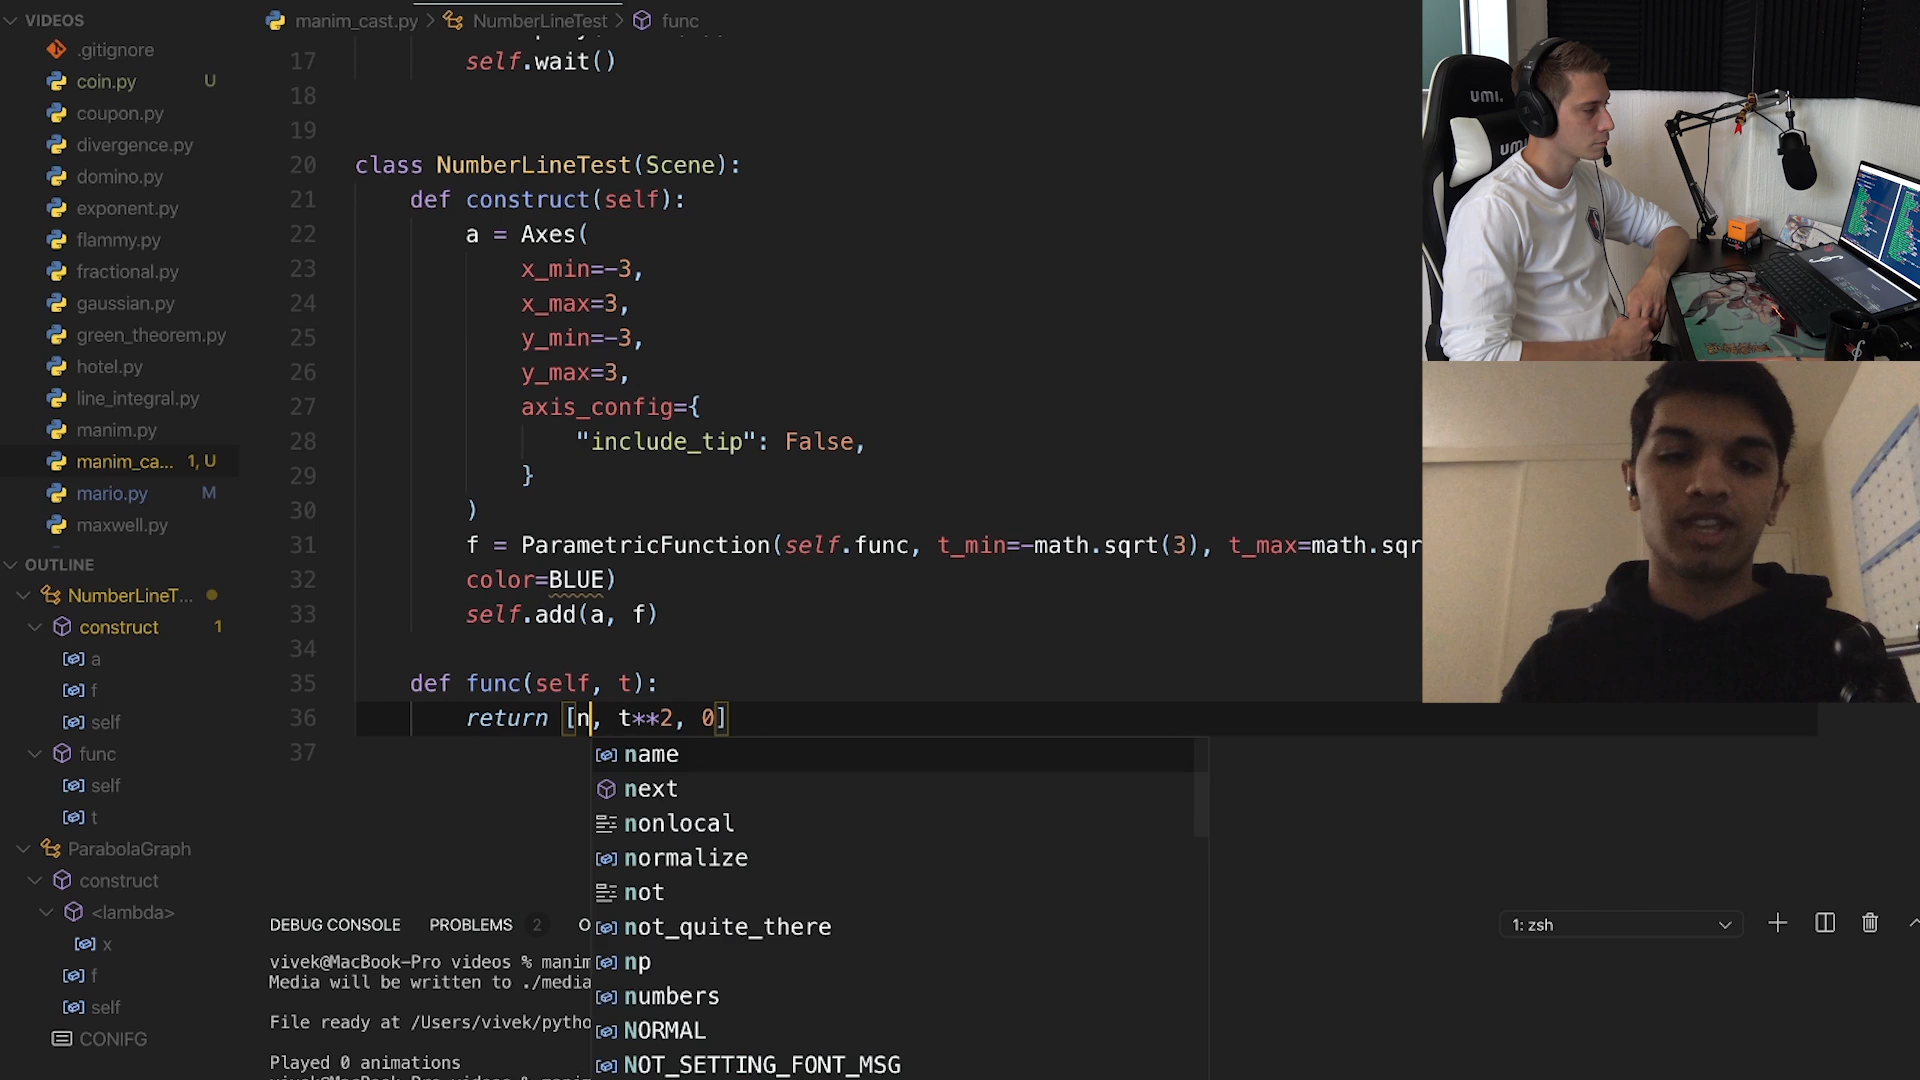 VIDEOS
.gitignore
coin.py U
coupon.py
divergence.py
domino.py
exponent.py
flammy.py
fractional.py
gaussian.py
green_theorem.py
hotel.py
line_integral.py
manim.py
manim_ca... 1, U
mario.py M
maxwell.py
OUTLINE
NumberLineT...
construct 1
a
f
self
func
self
t
ParabolaGraph
construct
<lambda>
x
f
self
CONIFG
manim_cast.py > NumberLineTest > func
17 self.wait()
18
19
20 class NumberLineTest(Scene):
21 def construct(self):
22 a = Axes(
23 x_min=-3,
24 x_max=3,
25 y_min=-3,
26 y_max=3,
27 axis_config={
28 "include_tip": False,
29 }
30 )
31 f = ParametricFunction(self.func, t_min=-math.sqrt(3), t_max=math.sqr
32 color=BLUE)
33 self.add(a, f)
34
35 def func(self, t):
36 return [n, t**2, 0]
37
name
next
nonlocal
normalize
not
not_quite_there
np
numbers
NORMAL
NOT_SETTING_FONT_MSG
DEBUG CONSOLE PROBLEMS 2 O
1: zsh
vivek@MacBook-Pro videos % manim
Media will be written to ./media
File ready at /Users/vivek/pytho
Played 0 animations
umi.